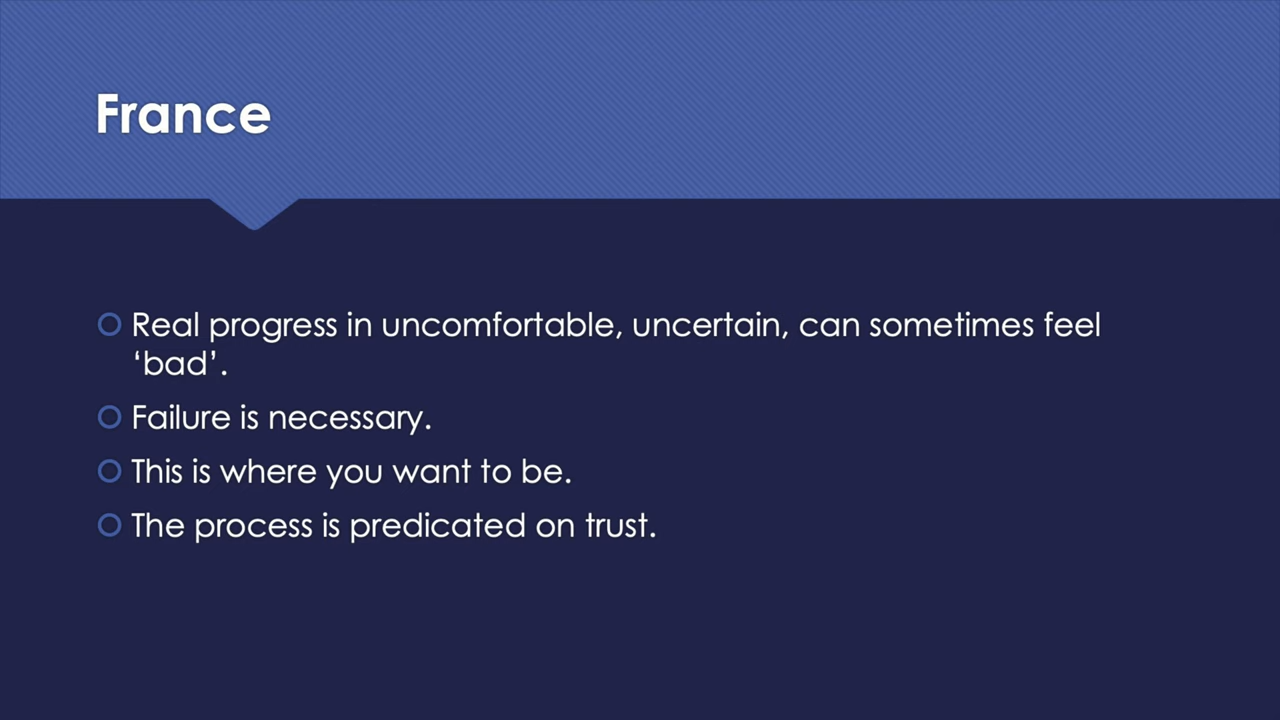 France
Real progress in uncomfortable, uncertain, can sometimes feel
‘bad’.
Failure is necessary.
This is where you want to be.
The process is predicated on trust.